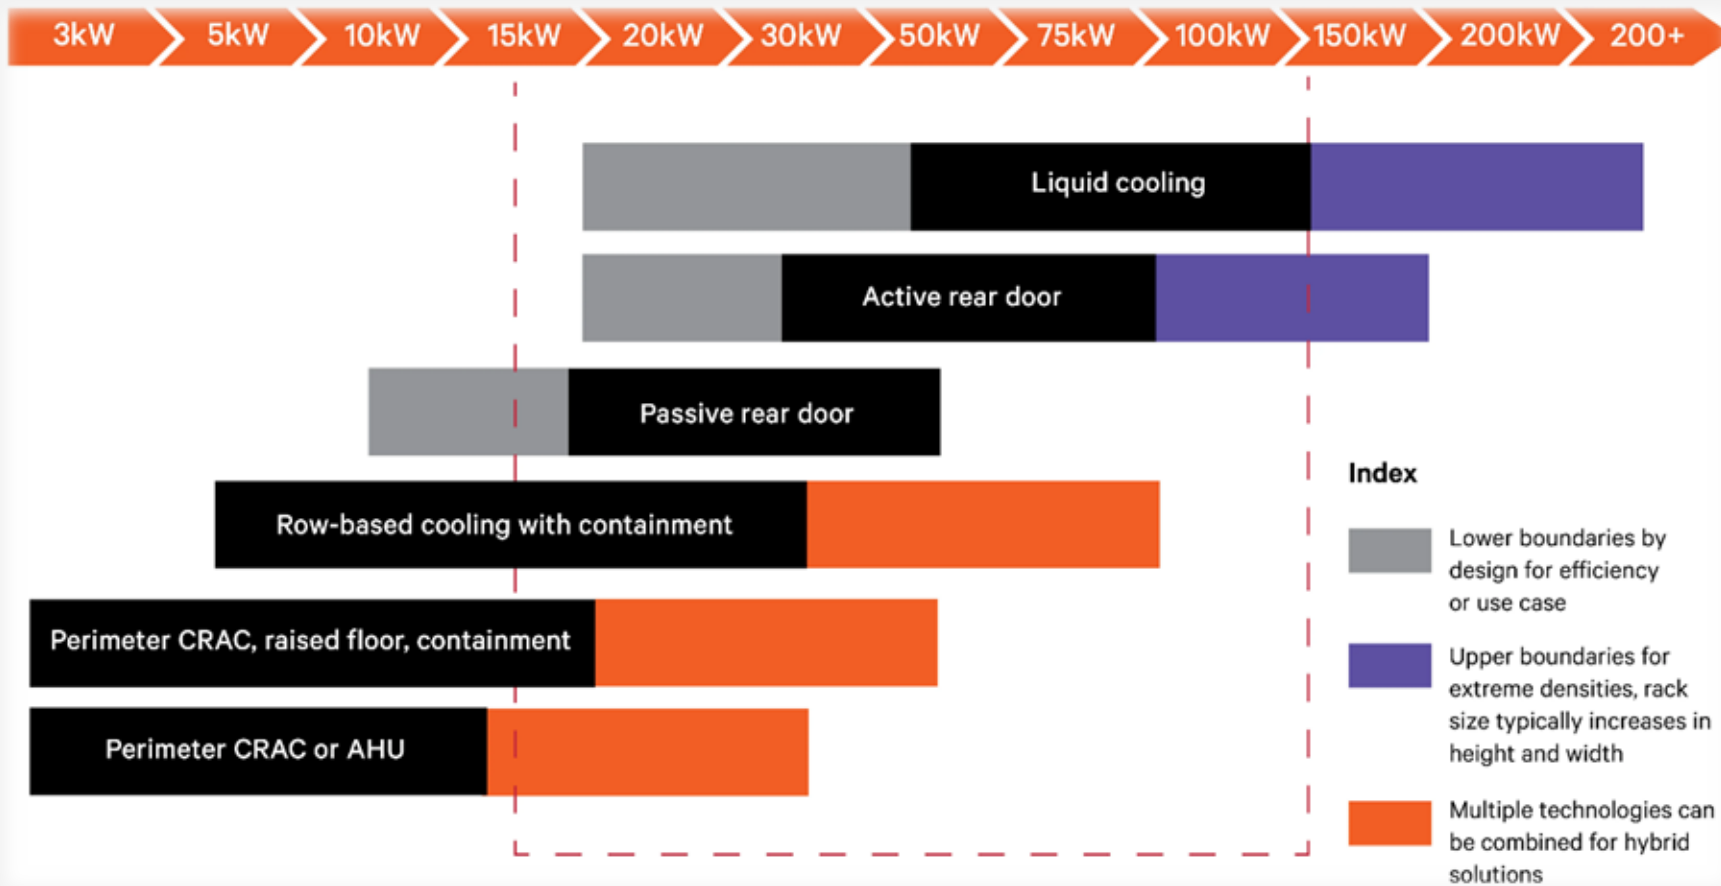 3kW 5kW 10kW 15kW 20kW 30kW 50kW 75kW 100kW 150kW 200kW 200+
Liquid cooling
Active rear door
Passive rear door
Row-based cooling with containment
Perimeter CRAC, raised floor, containment
Perimeter CRAC or AHU
Index
Lower boundaries by
design for efficiency
or use case
Upper boundaries for
extreme densities, rack
size typically increases in
height and width
Multiple technologies can
be combined for hybrid
solutions